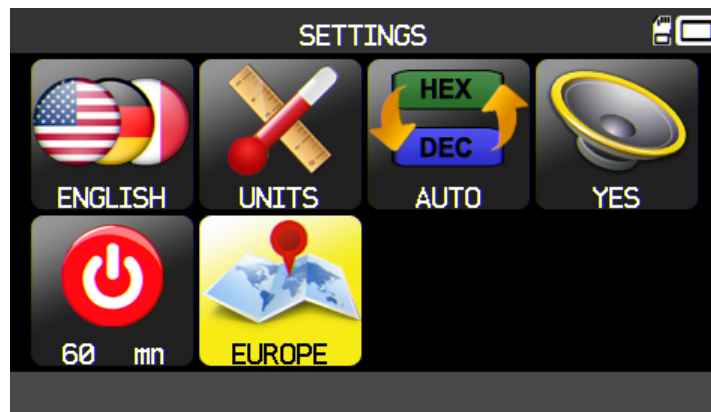 SETTINGS
HEX
DEC
ENGLISH
UNITS
AUTO
YES
60 mn
EUROPE